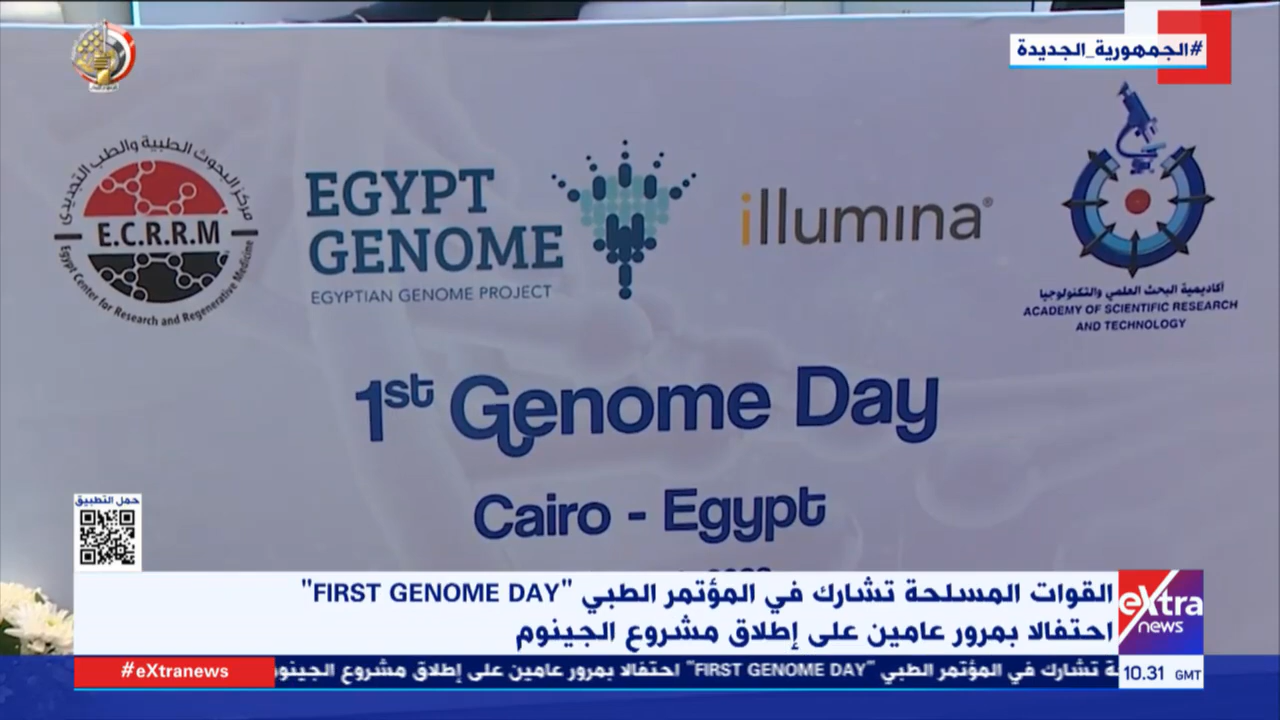 #الجمهورية_الجديدة
مركز البحوث الطبية والطب التجديدى
E.C.R.R.M
Egypt Center for Research and Regenerative Medicine
EGYPT
GENOME
EGYPTIAN GENOME PROJECT
illumina®
أكاديمية البحث العلمي والتكنولوجيا
ACADEMY OF SCIENTIFIC RESEARCH
AND TECHNOLOGY
1st Genome Day
Cairo - Egypt
حمل التطبيق
القوات المسلحة تشارك في المؤتمر الطبي "FIRST GENOME DAY"
احتفالا بمرور عامين على إطلاق مشروع الجينوم
eXtra
news
#eXtranews
تشارك في المؤتمر الطبي "FIRST GENOME DAY" احتفالا بمرور عامين على إطلاق مشروع الجينوم
10.31 GMT